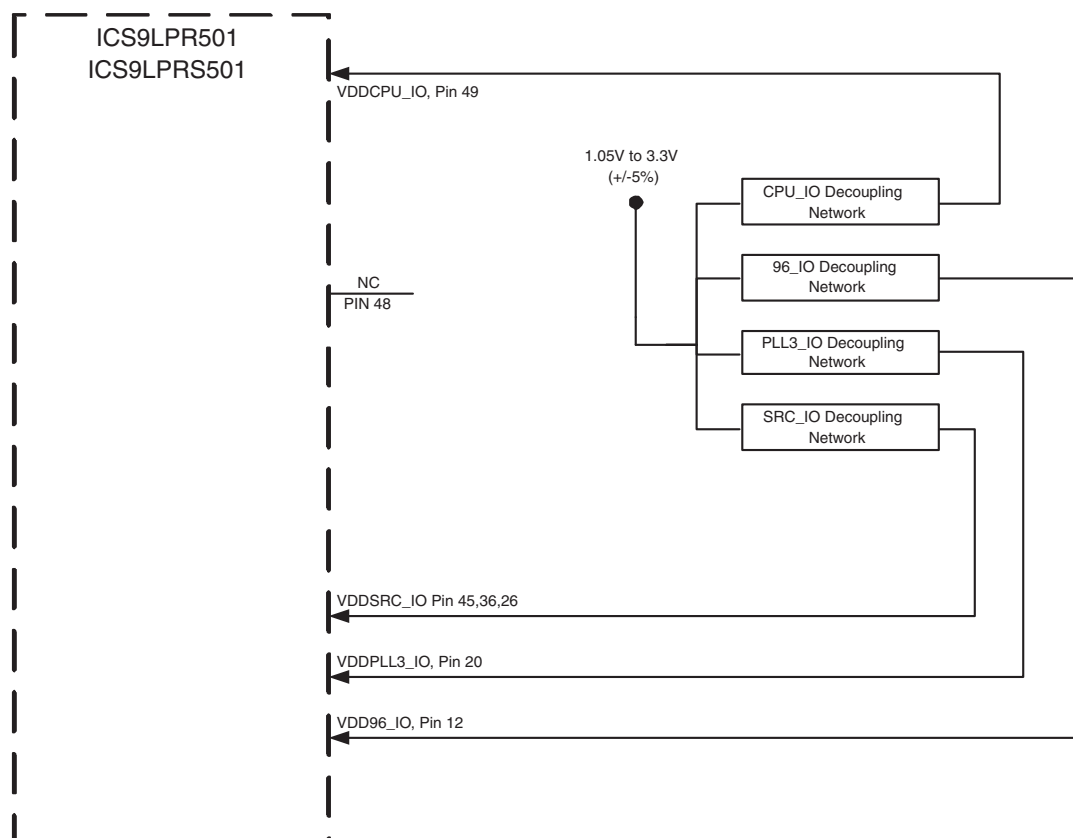 ICS9LPR501
ICS9LPRS501
VDDCPU_IO, Pin 49
1.05V to 3.3V
(+/-5%)
CPU_IO Decoupling
Network
96_IO Decoupling
Network
NC
PIN 48
PLL3_IO Decoupling
Network
SRC_IO Decoupling
Network
VDDSRC_IO Pin 45,36,26
VDDPLL3_IO, Pin 20
VDD96_IO, Pin 12